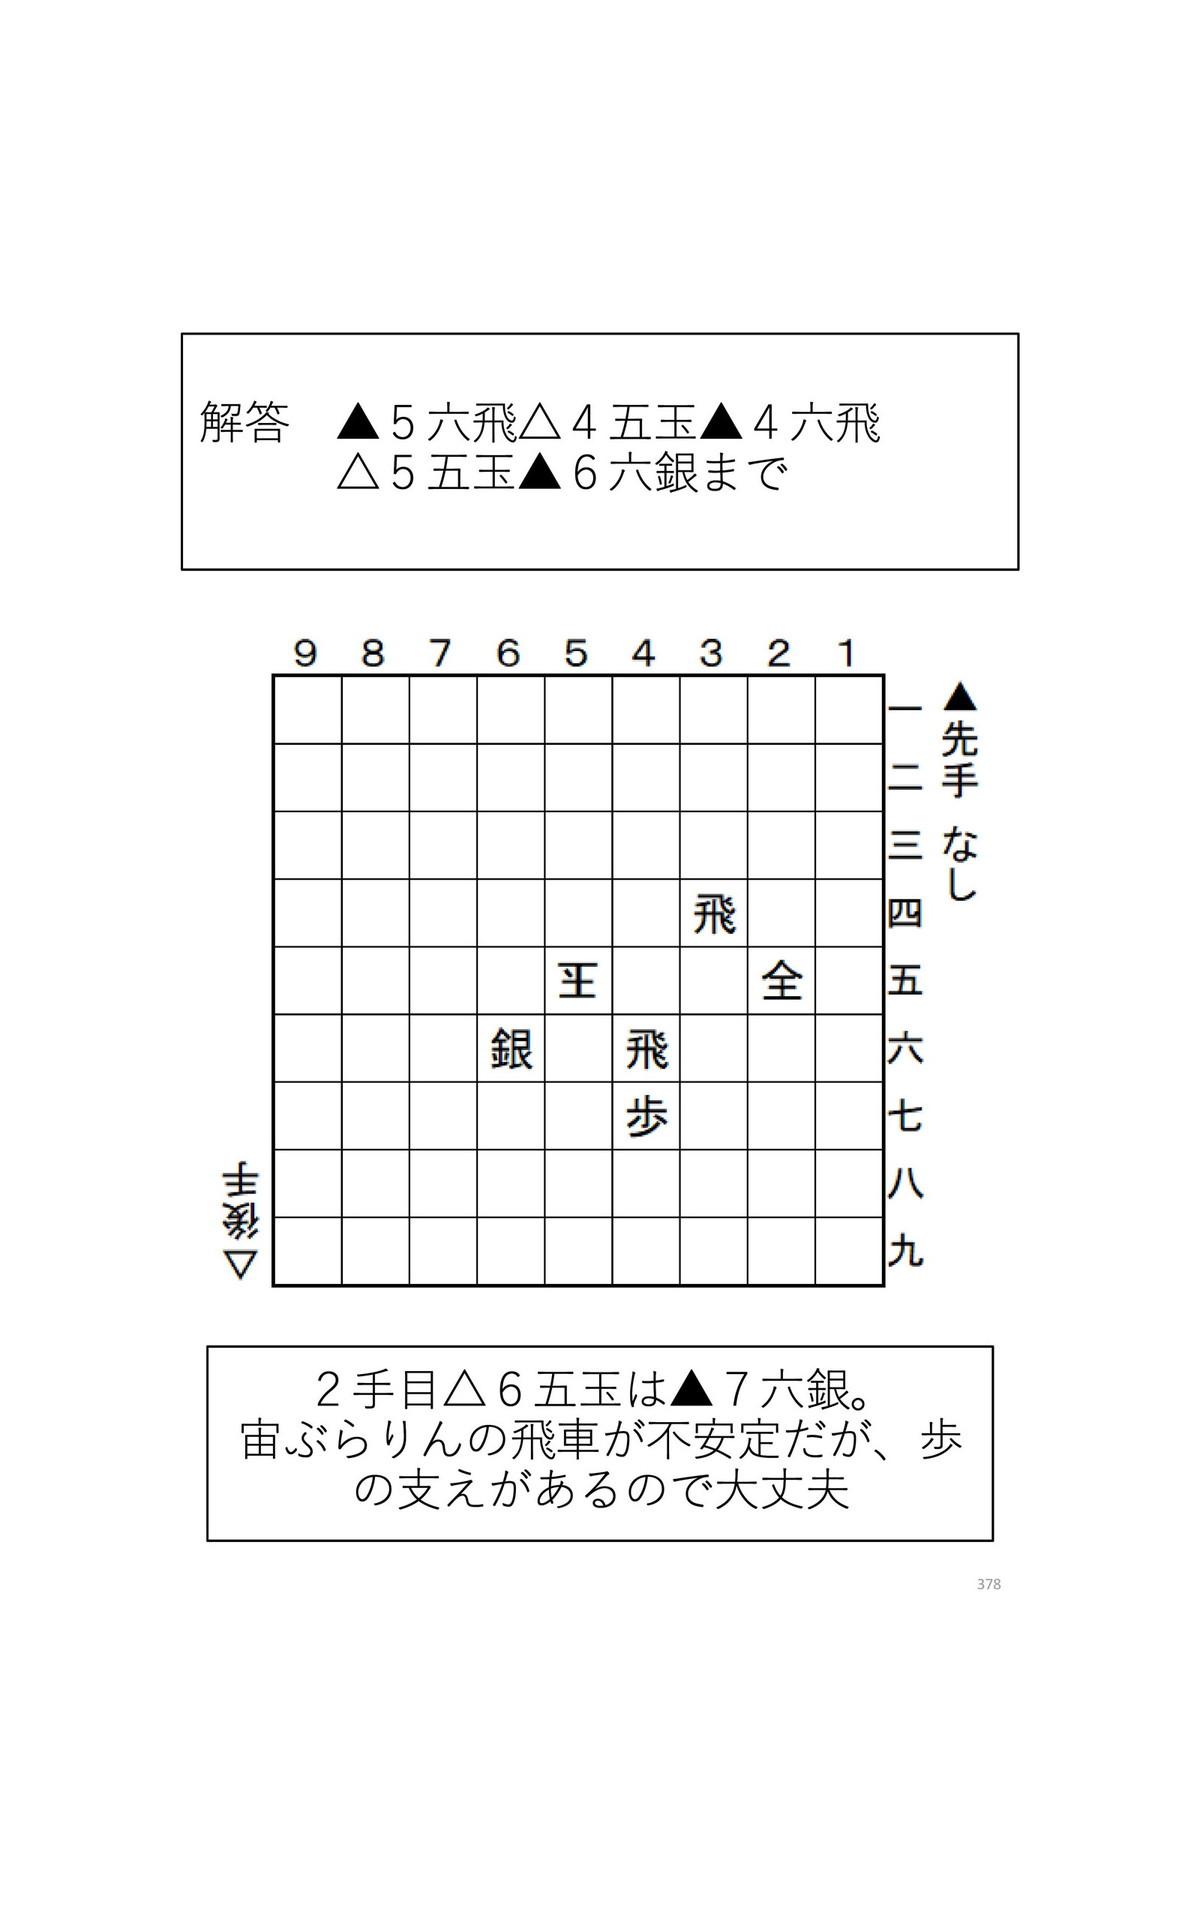 解答　▲５六飛△４五玉▲４六飛
△５五玉▲６六銀まで
9 8 7 6 5 4 3 2 1
▲先手 なし
一
二
三
飛 四
王 全 五
銀 飛 六
歩 七
八
九
△後手
２手目△６五玉は▲７六銀。
宙ぶらりんの飛車が不安定だが、歩
の支えがあるので大丈夫
378